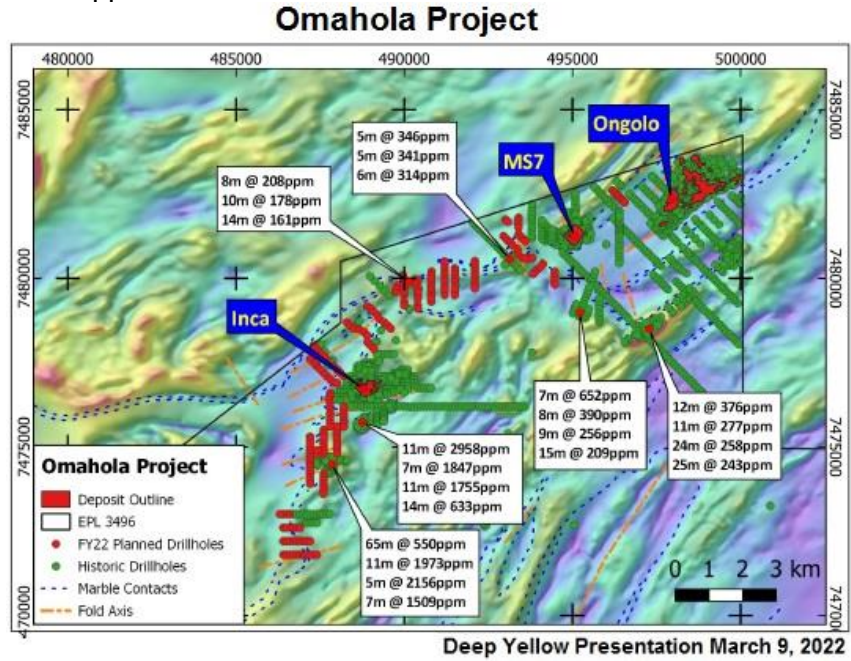 Omahola Project
480000 485000 490000 495000 500000
7485000
7485000
5m @ 346ppm
5m @ 341ppm
6m @ 314ppm
Ongolo
MS7
8m @ 208ppm
10m @ 178ppm
14m @ 161ppm
7480000
7480000
Inca
7m @ 652ppm
8m @ 390ppm
9m @ 256ppm
15m @ 209ppm
12m @ 376ppm
11m @ 277ppm
24m @ 258ppm
25m @ 243ppm
7475000
7475000
11m @ 2958ppm
7m @ 1847ppm
11m @ 1755ppm
14m @ 633ppm
Omahola Project
Deposit Outline
EPL 3496
FY22 Planned Drillholes
Historic Drillholes
Marble Contacts
Fold Axis
65m @ 550ppm
11m @ 1973ppm
5m @ 2156ppm
7m @ 1509ppm
0 1 2 3 km
470000
747000
Deep Yellow Presentation March 9, 2022